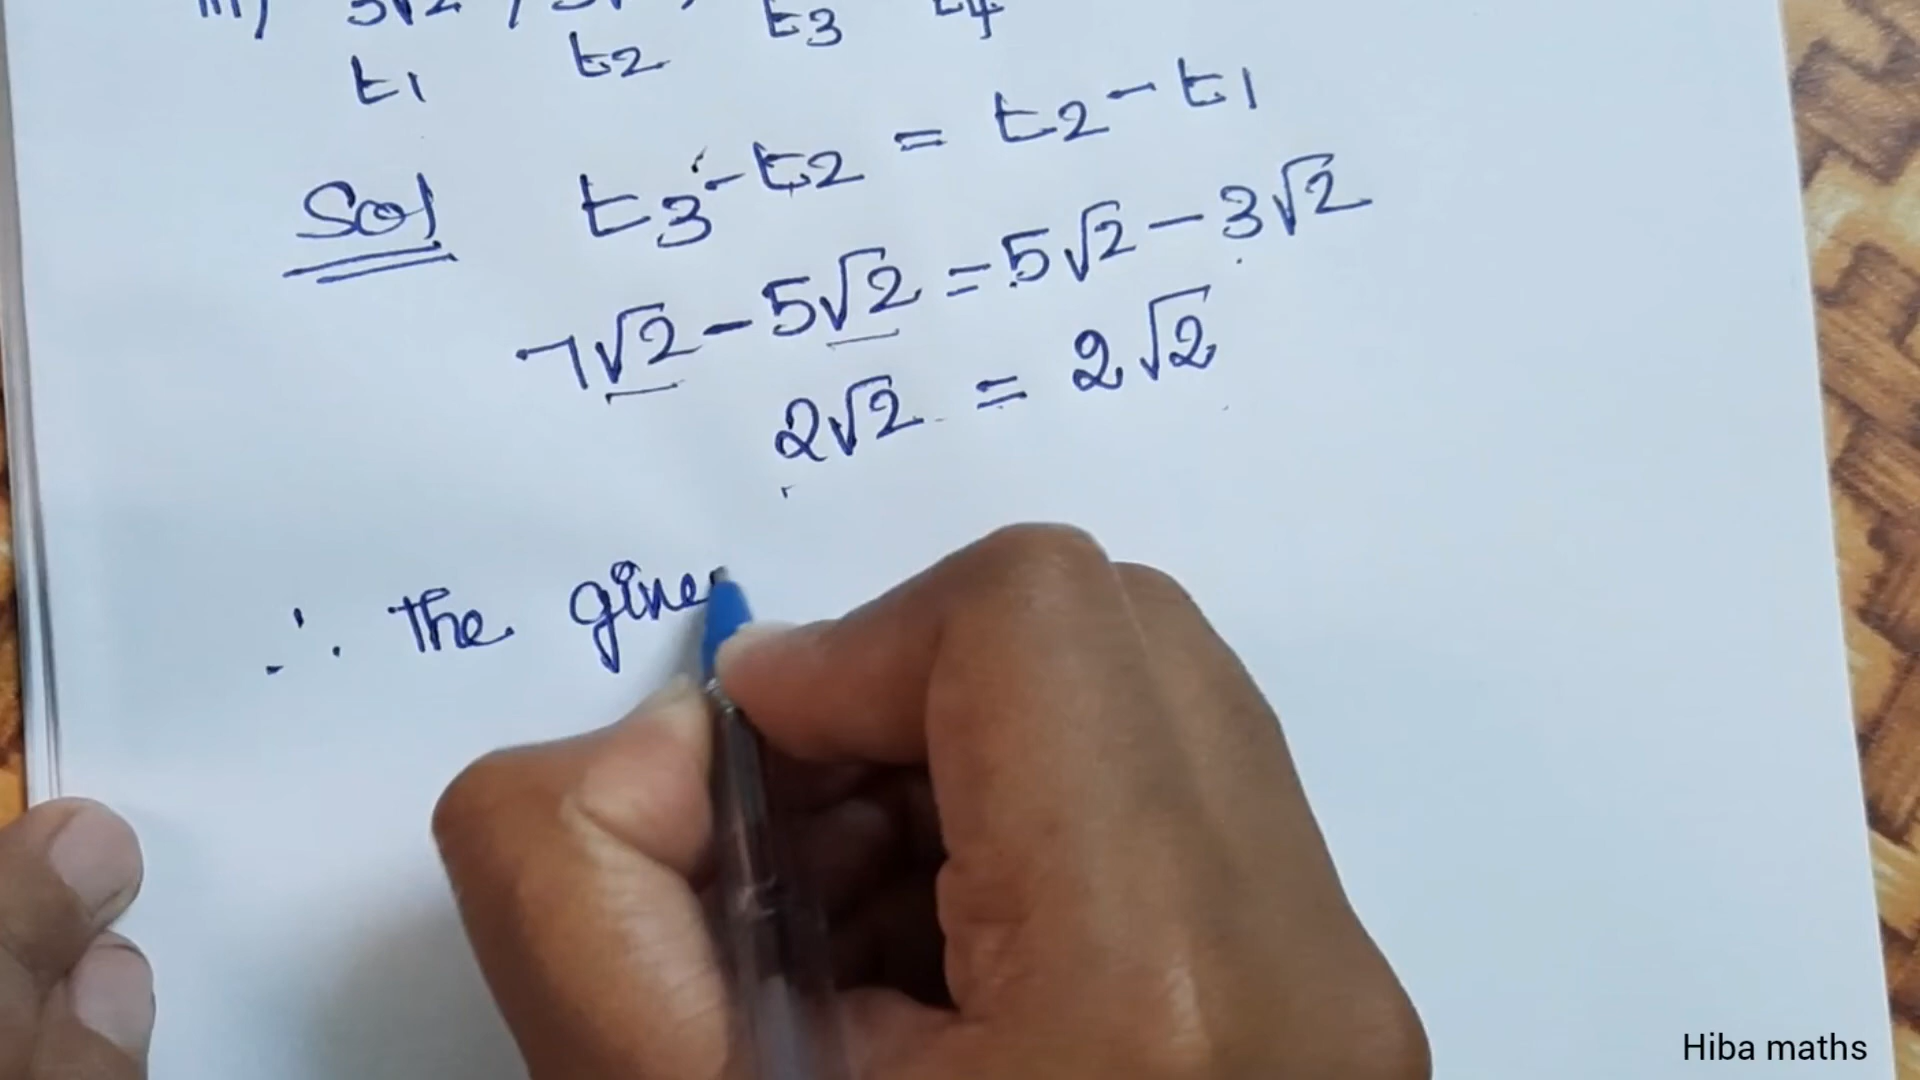 t1 t2 t3 t4
Sol t3 - t2 = t2 - t1
7√2 - 5√2 = 5√2 - 3√2
2√2 = 2√2
∴ the given
Hiba maths